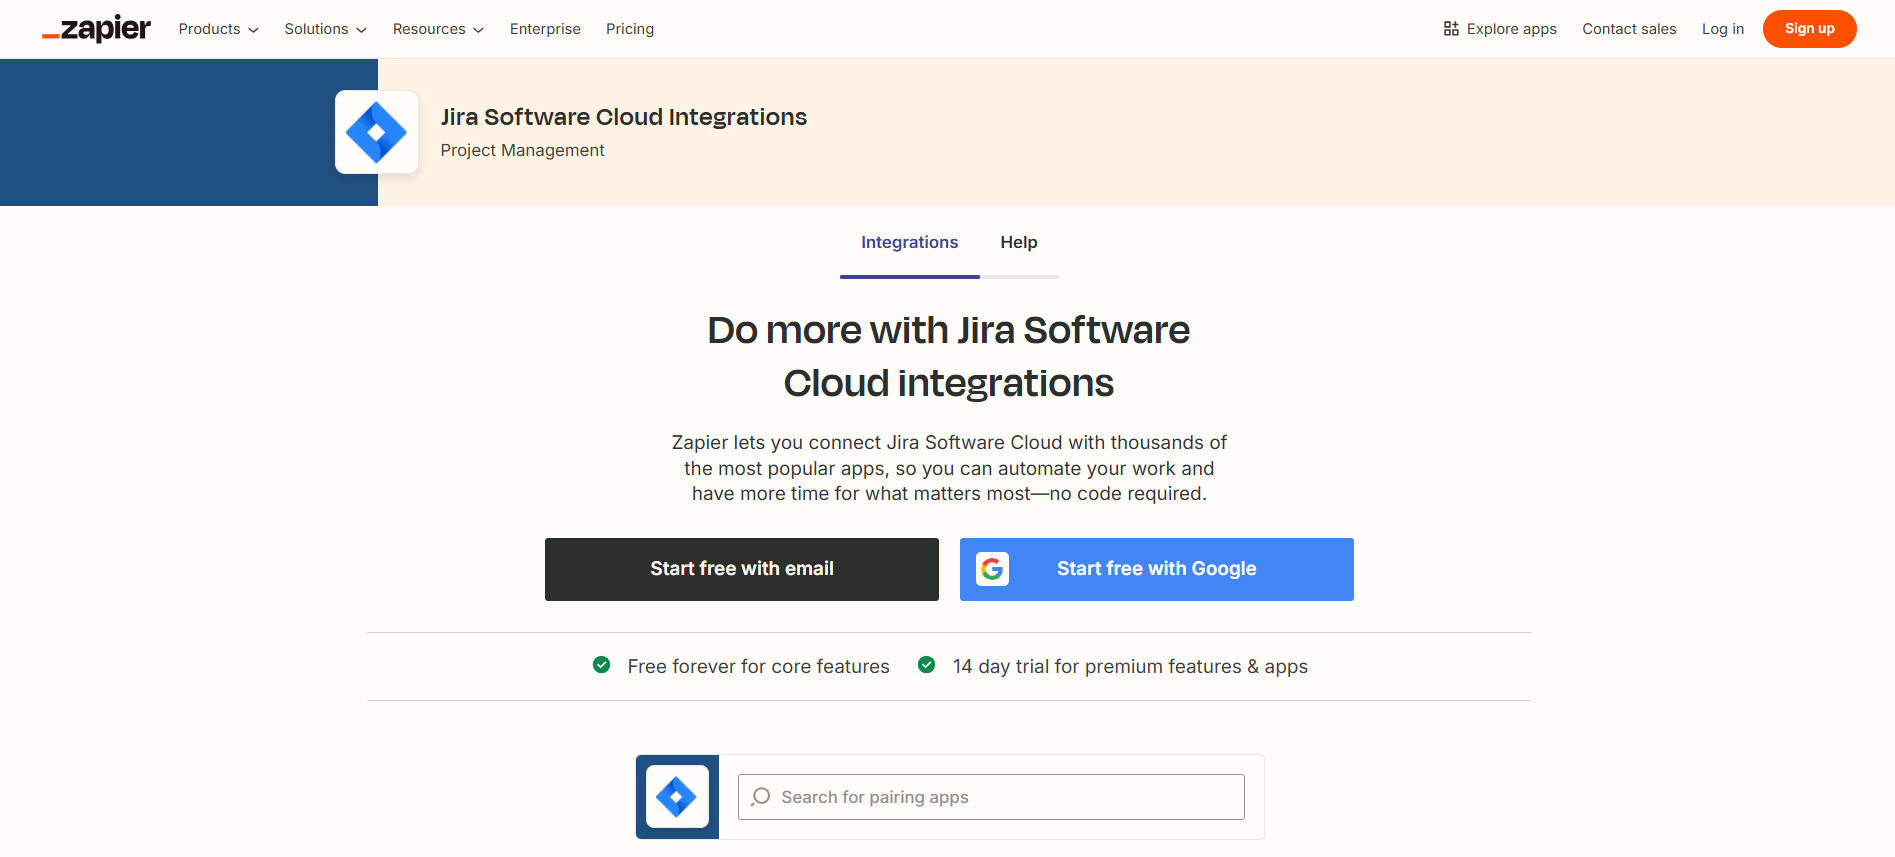 zapier
Products
Solutions
Resources
Enterprise
Pricing
Explore apps
Contact sales
Log in
Sign up
Jira Software Cloud Integrations
Project Management
Integrations
Help
Do more with Jira Software
Cloud integrations
Zapier lets you connect Jira Software Cloud with thousands of
the most popular apps, so you can automate your work and
have more time for what matters most—no code required.
Start free with email
Start free with Google
Free forever for core features
14 day trial for premium features & apps
Search for pairing apps